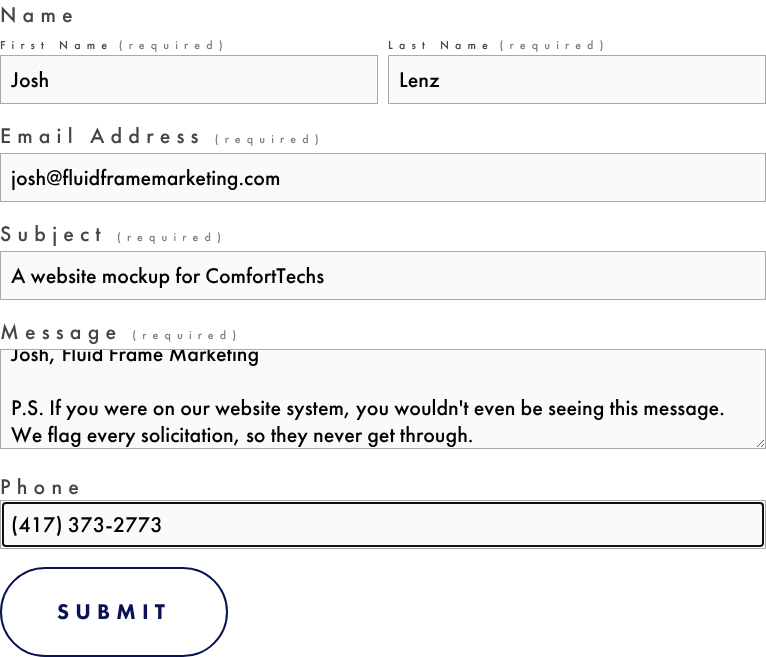 Name
First Name (required) Last Name (required)
Josh Lenz
Email Address (required)
josh@fluidframemarketing.com
Subject (required)
A website mockup for ComfortTechs
Message (required)
Josh, Fluid Frame Marketing
P.S. If you were on our website system, you wouldn't even be seeing this message.
We flag every solicitation, so they never get through.
Phone
(417) 373-2773
SUBMIT